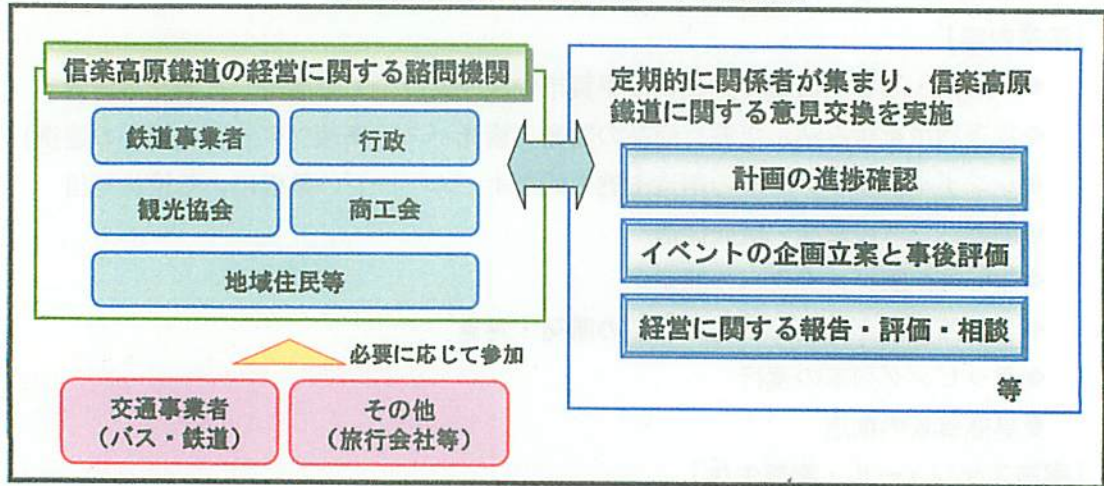 信楽高原鐵道の経営に関する諮問機関
鉄道事業者
行政
観光協会
商工会
地域住民等
必要に応じて参加
交通事業者
（バス・鉄道）
その他
（旅行会社等）
定期的に関係者が集まり、信楽高原
鐵道に関する意見交換を実施
計画の進捗確認
イベントの企画立案と事後評価
経営に関する報告・評価・相談
等